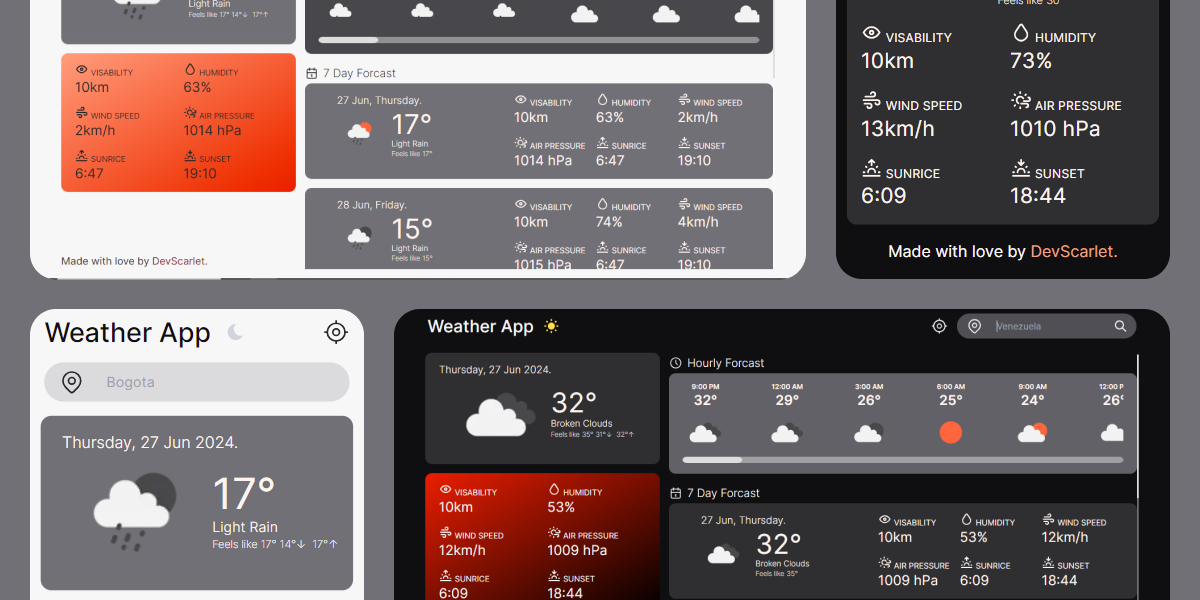 Light Rain
Feels like 17° 14°↓ 17°↑
VISABILITY
10km
HUMIDITY
63%
WIND SPEED
2km/h
AIR PRESSURE
1014 hPa
SUNRICE
6:47
SUNSET
19:10
Made with love by DevScarlet.
7 Day Forcast
27 Jun, Thursday.
17°
Light Rain
Feels like 17°
VISABILITY
10km
HUMIDITY
63%
WIND SPEED
2km/h
AIR PRESSURE
1014 hPa
SUNRICE
6:47
SUNSET
19:10
28 Jun, Friday.
15°
Light Rain
Feels like 15°
VISABILITY
10km
HUMIDITY
74%
WIND SPEED
4km/h
AIR PRESSURE
1015 hPa
SUNRICE
6:47
SUNSET
19:10
Feels like 30°
VISABILITY
10km
HUMIDITY
73%
WIND SPEED
13km/h
AIR PRESSURE
1010 hPa
SUNRICE
6:09
SUNSET
18:44
Made with love by DevScarlet.
Weather App
Bogota
Thursday, 27 Jun 2024.
17°
Light Rain
Feels like 17° 14°↓ 17°↑
Weather App
Venezuela
Thursday, 27 Jun 2024.
32°
Broken Clouds
Feels like 35° 31°↓ 32°↑
VISABILITY
10km
HUMIDITY
53%
WIND SPEED
12km/h
AIR PRESSURE
1009 hPa
SUNRICE
6:09
SUNSET
18:44
Hourly Forcast
9:00 PM
32°
12:00 AM
29°
3:00 AM
26°
6:00 AM
25°
9:00 AM
24°
12:00 P
26°
7 Day Forcast
27 Jun, Thursday.
32°
Broken Clouds
Feels like 35°
VISABILITY
10km
HUMIDITY
53%
WIND SPEED
12km/h
AIR PRESSURE
1009 hPa
SUNRICE
6:09
SUNSET
18:44